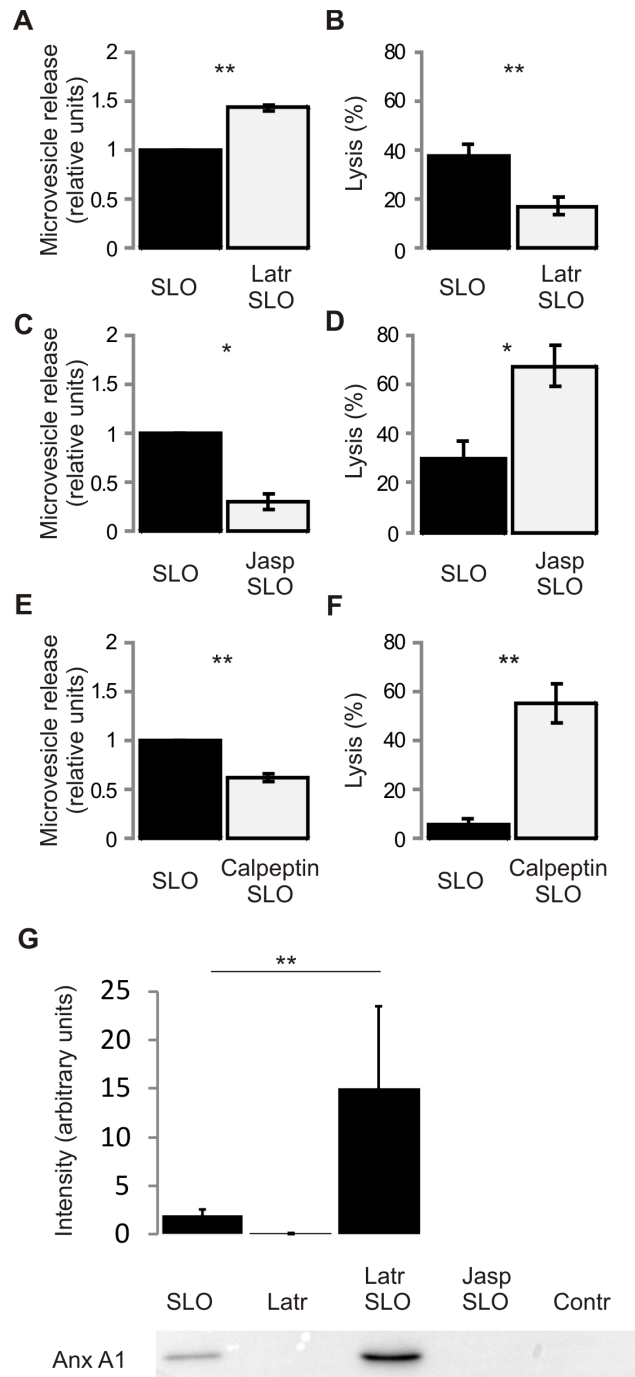 A
Microvesicle release
(relative units)
2
1.5
1
0.5
0
**
SLO
Latr
SLO
B
Lysis (%)
80
60
40
20
0
**
SLO
Latr
SLO
C
Microvesicle release
(relative units)
2
1.5
1
0.5
0
*
SLO
Jasp
SLO
D
Lysis (%)
80
60
40
20
0
*
SLO
Jasp
SLO
E
Microvesicle release
(relative units)
2
1.5
1
0.5
0
**
SLO
Calpeptin
SLO
F
Lysis (%)
80
60
40
20
0
**
SLO
Calpeptin
SLO
G
Intensity (arbitrary units)
25
20
15
10
5
0
**
SLO
Latr
Latr
SLO
Jasp
SLO
Contr
Anx A1